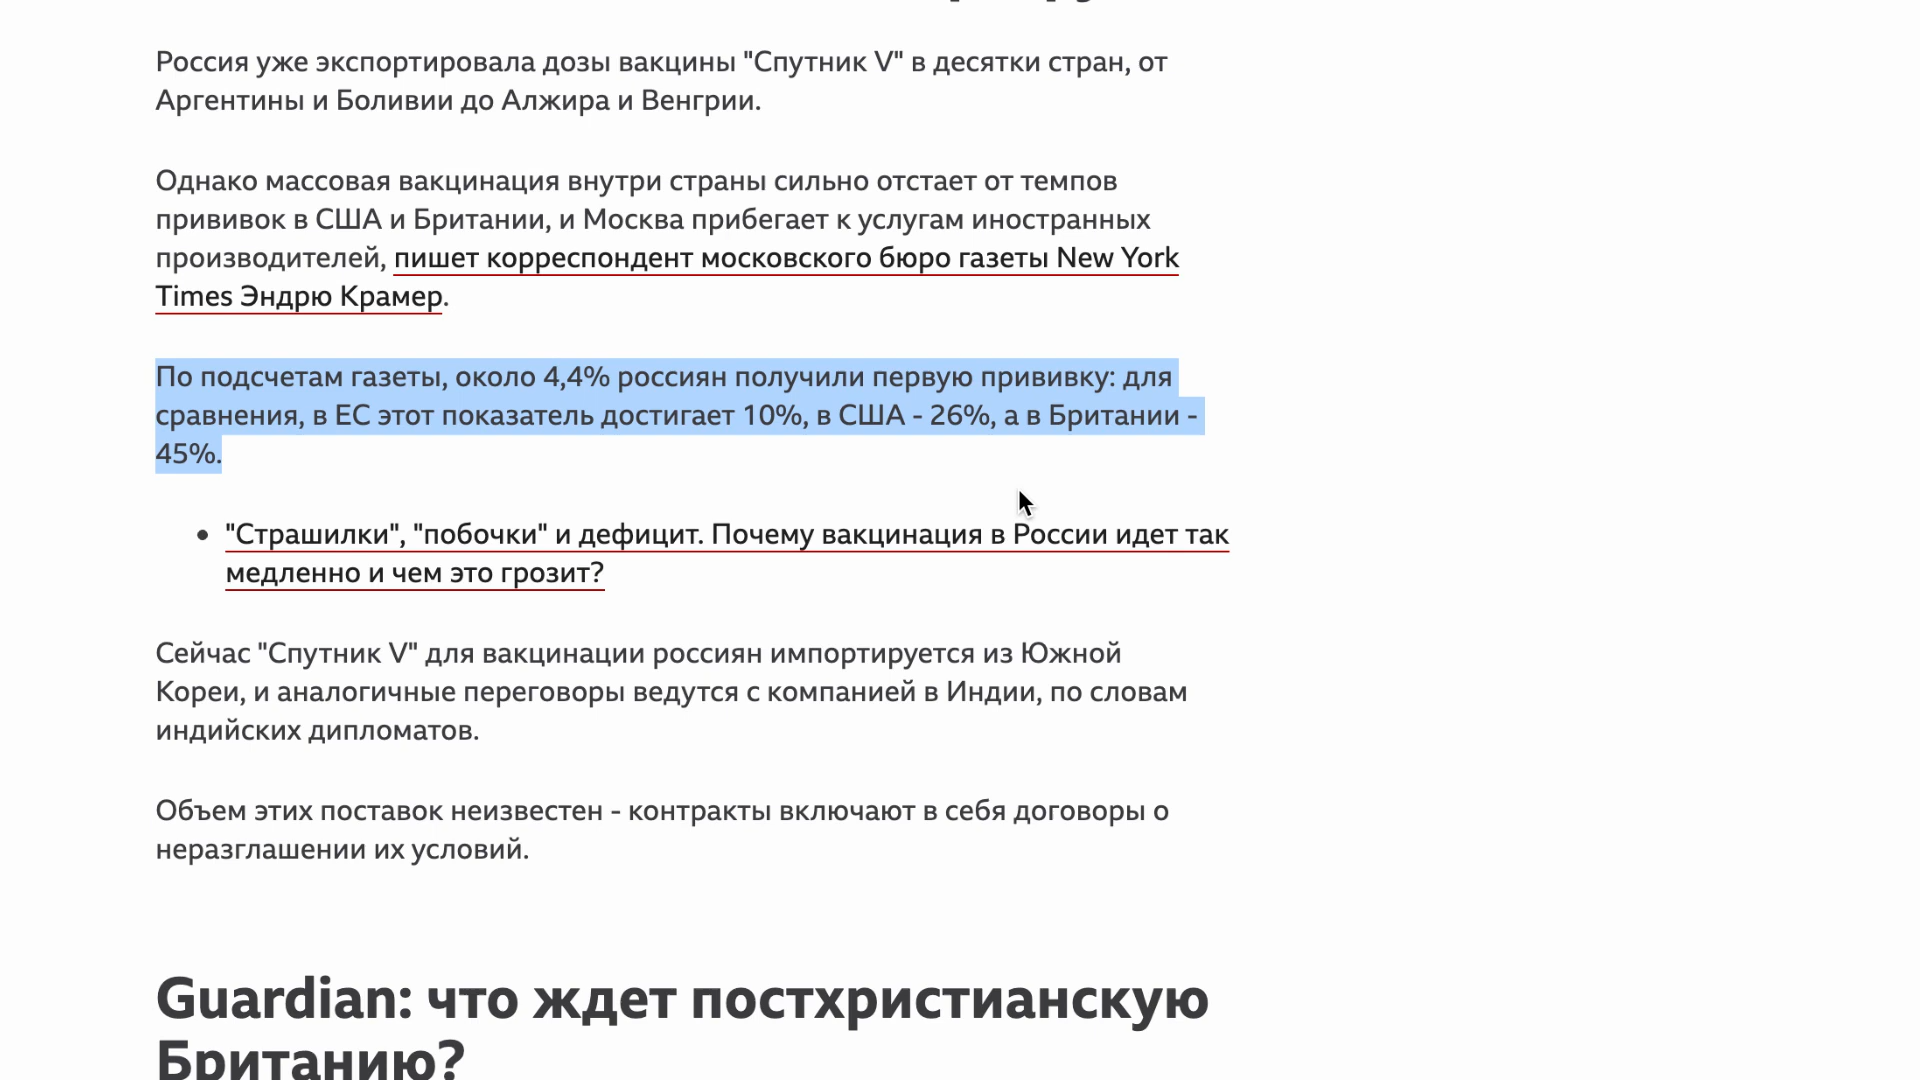 Россия уже экспортировала дозы вакцины "Спутник V" в десятки стран, от
Аргентины и Боливии до Алжира и Венгрии.
Однако массовая вакцинация внутри страны сильно отстает от темпов
прививок в США и Британии, и Москва прибегает к услугам иностранных
производителей, пишет корреспондент московского бюро газеты New York
Times Эндрю Крамер.
По подсчетам газеты, около 4,4% россиян получили первую прививку: для
сравнения, в ЕС этот показатель достигает 10%, в США - 26%, а в Британии -
45%.
• "Страшилки", "побочки" и дефицит. Почему вакцинация в России идет так
медленно и чем это грозит?
Сейчас "Спутник V" для вакцинации россиян импортируется из Южной
Кореи, и аналогичные переговоры ведутся с компанией в Индии, по словам
индийских дипломатов.
Объем этих поставок неизвестен - контракты включают в себя договоры о
неразглашении их условий.
Guardian: что ждет постхристианскую
Британию?